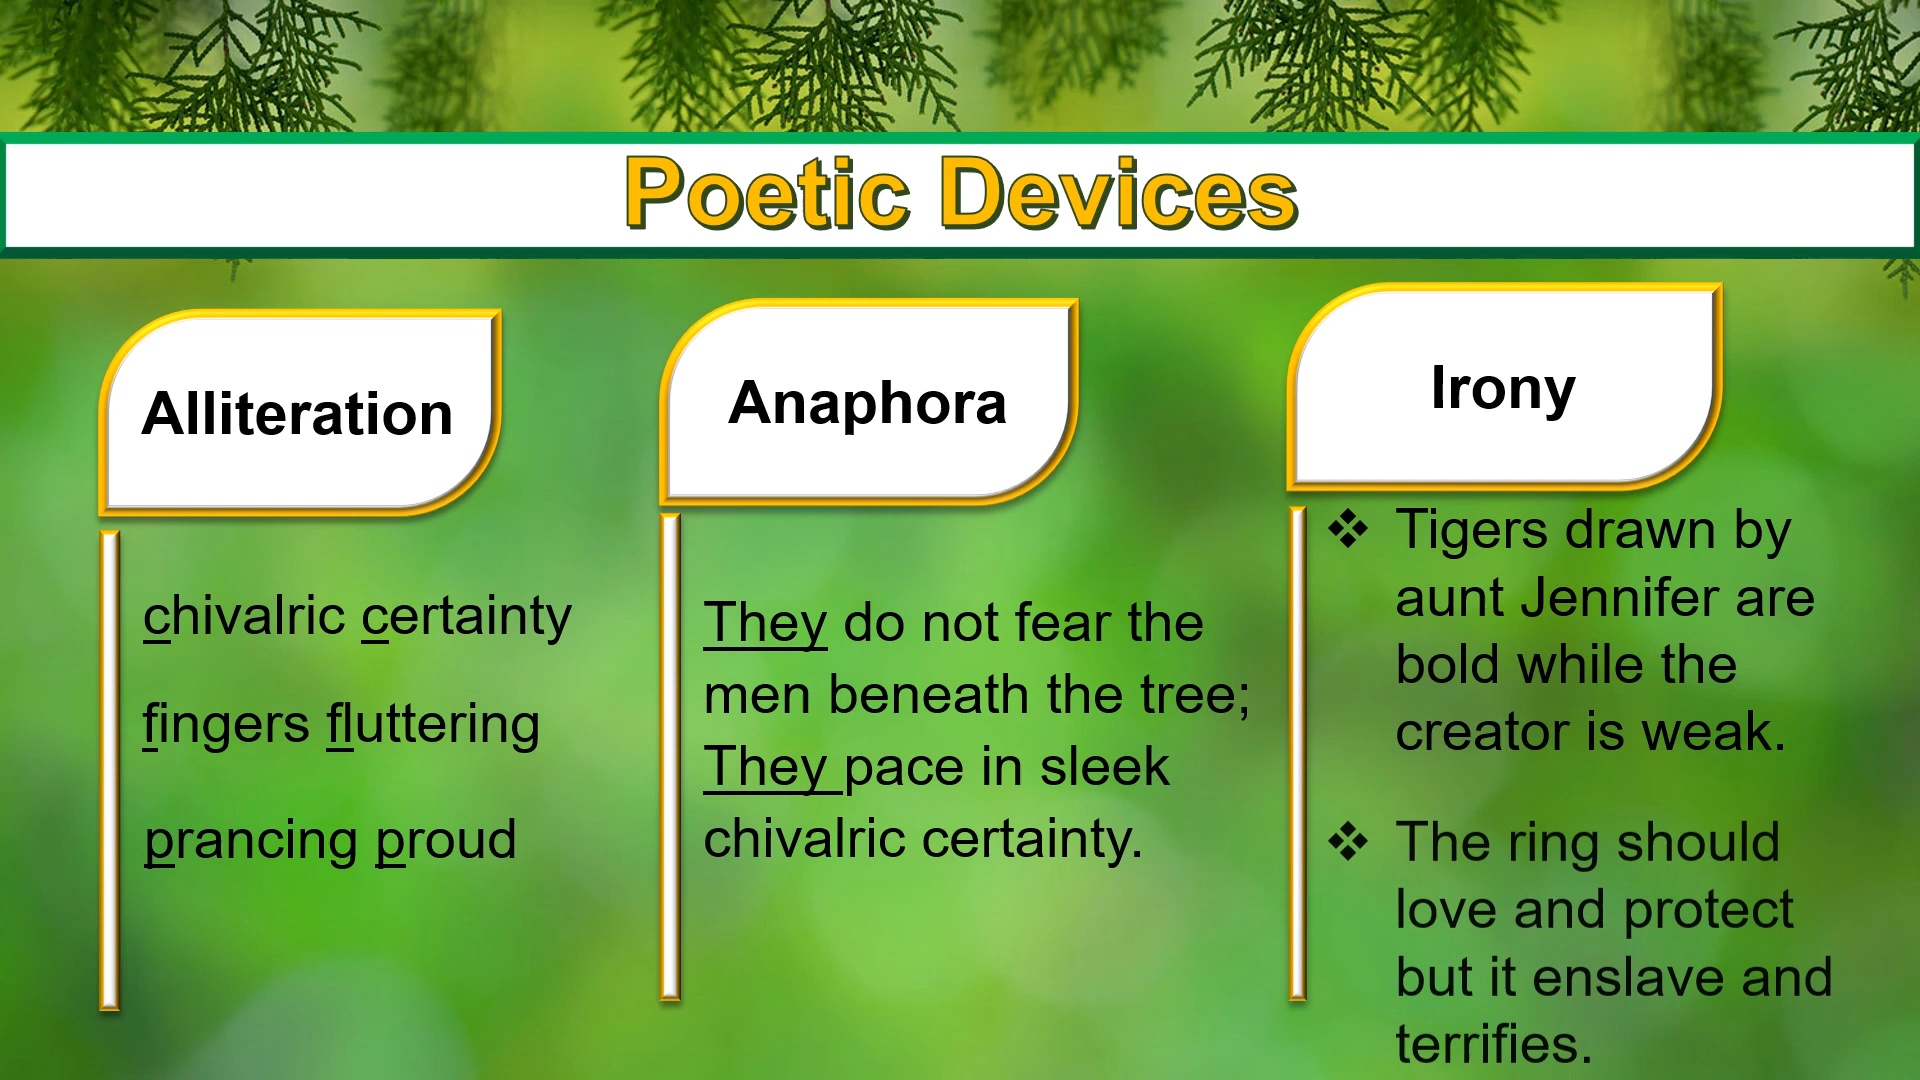 Poetic Devices
Alliteration
chivalric certainty
fingers fluttering
prancing proud
Anaphora
They do not fear the
men beneath the tree;
They pace in sleek
chivalric certainty.
Irony
❖ Tigers drawn by
aunt Jennifer are
bold while the
creator is weak.
❖ The ring should
love and protect
but it enslave and
terrifies.